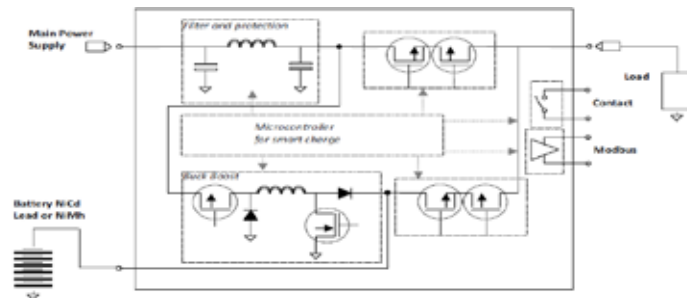 Main Power
Supply
Filter and protection
Load
Contact
Microcontroller
for smart charge
Modbus
Buck Boost
Battery NiCd
Lead or NiMh